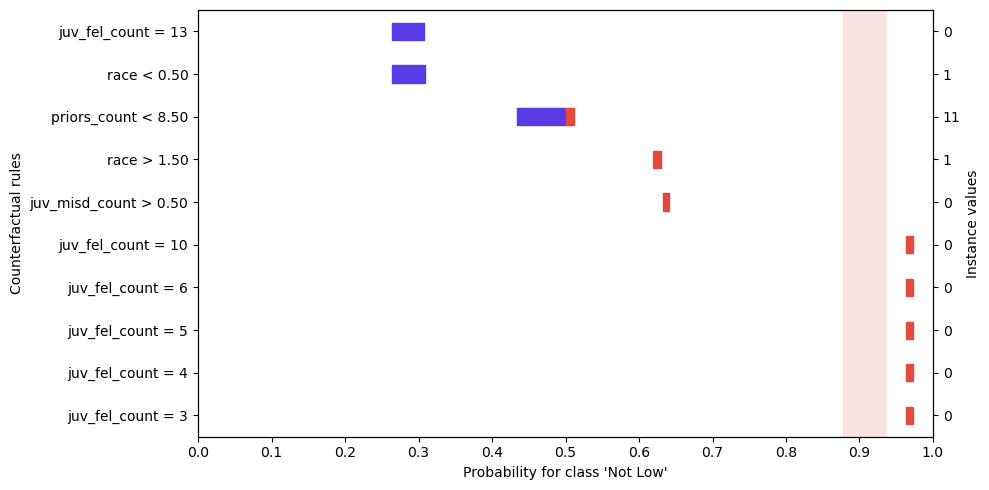 Counterfactual rules
juv_fel_count = 13 0
race < 0.50 1
priors_count < 8.50 11
race > 1.50 1
juv_misd_count > 0.50 0
juv_fel_count = 10 0
juv_fel_count = 6 0
juv_fel_count = 5 0
juv_fel_count = 4 0
juv_fel_count = 3 0
Instance values
0.0 0.1 0.2 0.3 0.4 0.5 0.6 0.7 0.8 0.9 1.0
Probability for class 'Not Low'